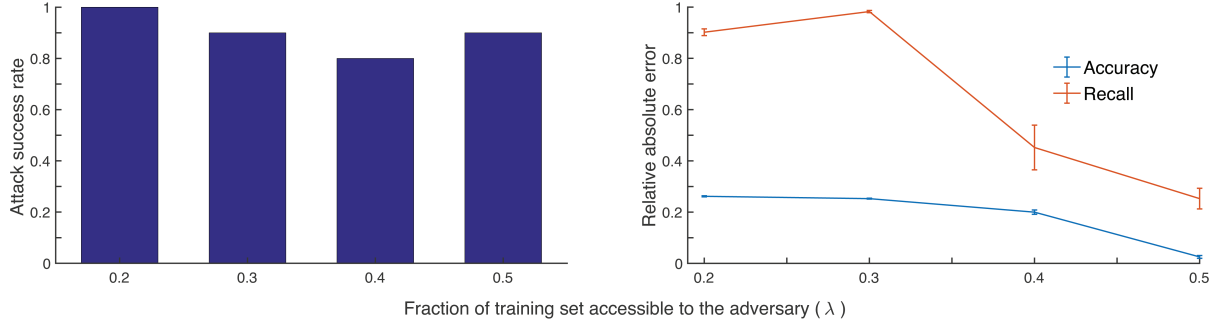 Attack success rate
1
0.8
0.6
0.4
0.2
0
0.2 0.3 0.4 0.5
Relative absolute error
1
0.8
0.6
0.4
0.2
0
0.2 0.3 0.4 0.5
Accuracy
Recall
Fraction of training set accessible to the adversary ( λ )